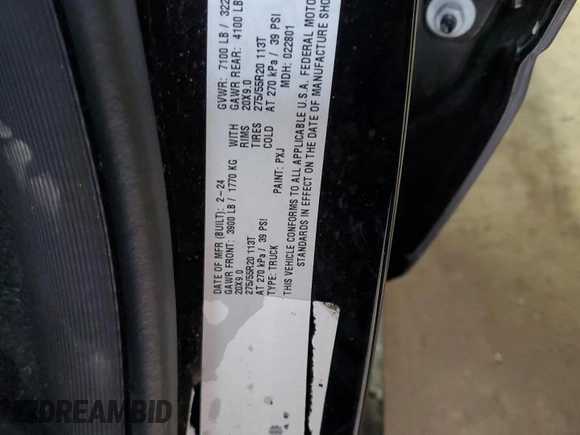 DATE OF MFR (BUILT): 2-24 GVWR: 7100 LB / 322
GAWR FRONT: 3900 LB / 1770 KG WITH GAWR REAR: 4100 LB
20X9.0 RIMS 20X9.0
275/55R20 113T TIRES 275/55R20 113T
AT 270 kPa / 39 PSI COLD AT 270 kPa / 39 PSI
TYPE: TRUCK PAINT: PXJ MDH: 022801
THIS VEHICLE CONFORMS TO ALL APPLICABLE U.S.A. FEDERAL MOTOR
STANDARDS IN EFFECT ON THE DATE OF MANUFACTURE SHO
DREAMBID